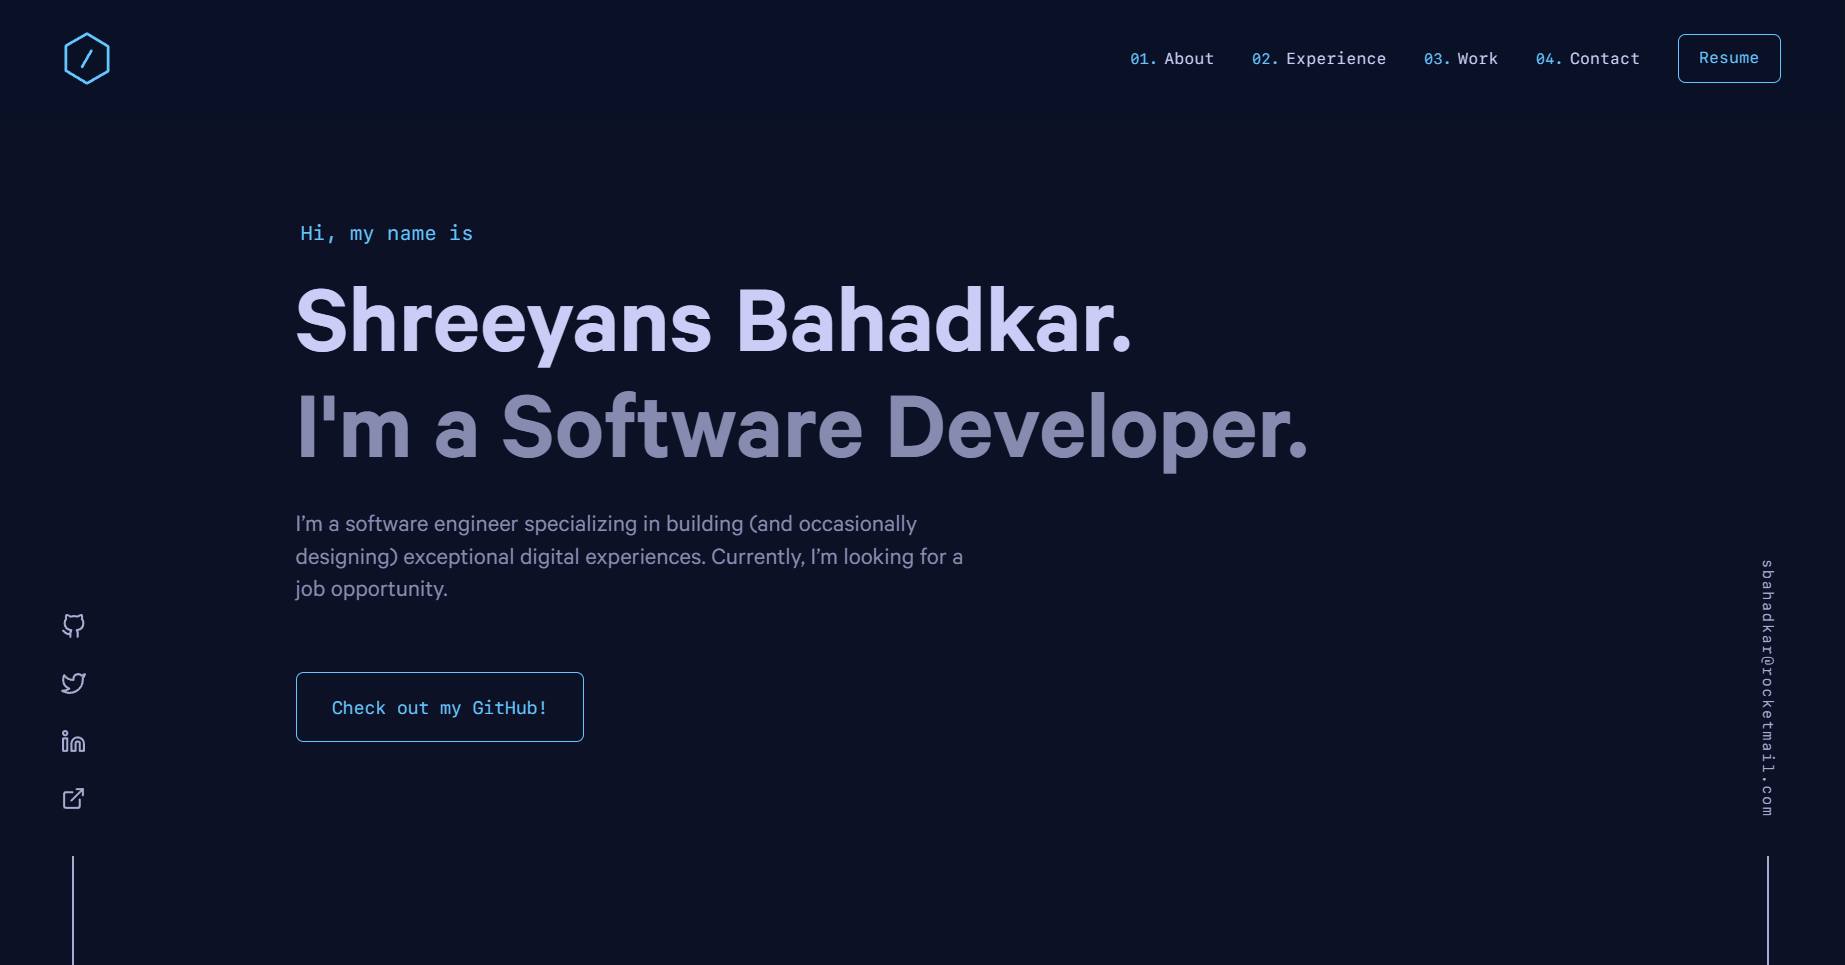 01. About 02. Experience 03. Work 04. Contact Resume
Hi, my name is
Shreeyans Bahadkar.
I'm a Software Developer.
I’m a software engineer specializing in building (and occasionally
designing) exceptional digital experiences. Currently, I’m looking for a
job opportunity.
Check out my GitHub!
sbahadkar@rocketmail.com